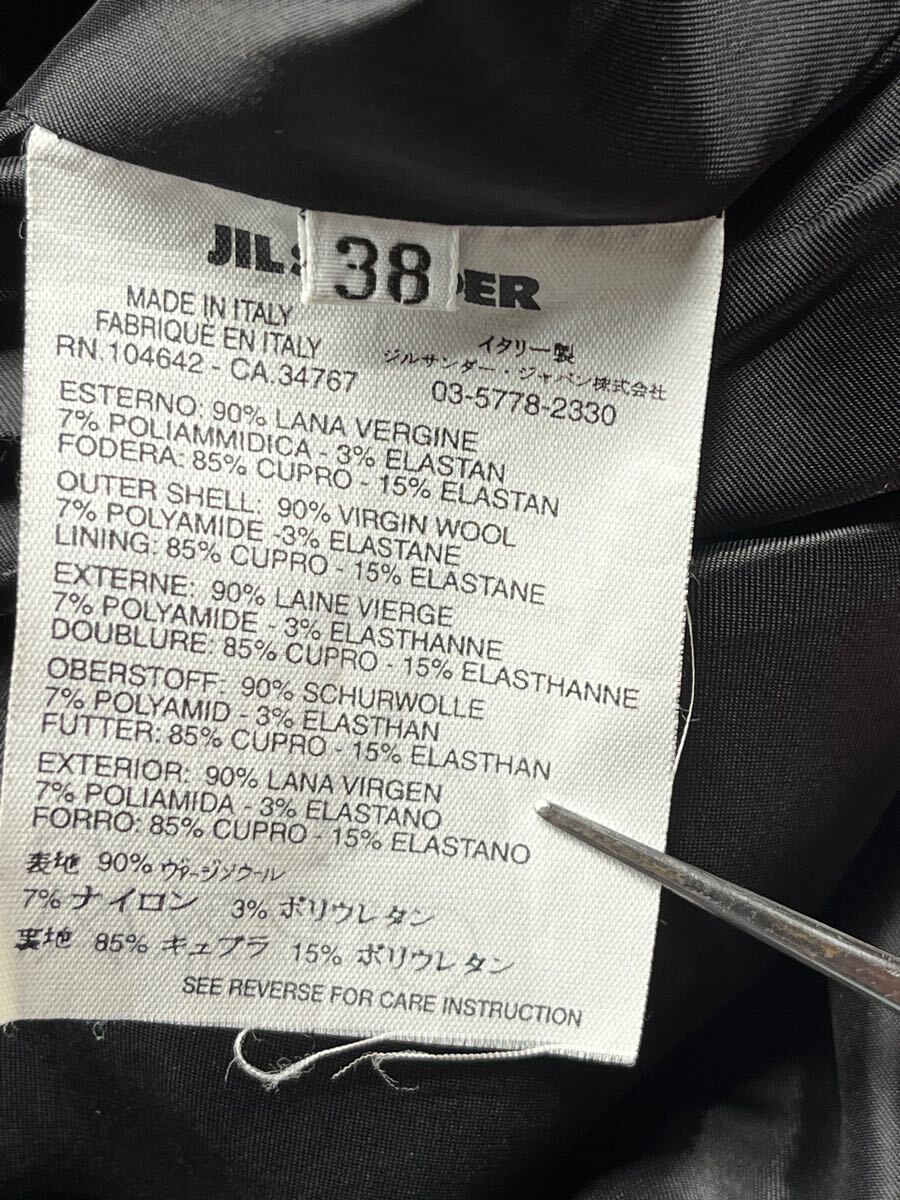 JIL S
38
DER
MADE IN ITALY
FABRIQUE EN ITALY
RN.104642 - CA.34767
イタリー製
ジルサンダー・ジャパン株式会社
03-5778-2330
ESTERNO: 90% LANA VERGINE
7% POLIAMMIDICA - 3% ELASTAN
FODERA: 85% CUPRO - 15% ELASTAN
OUTER SHELL: 90% VIRGIN WOOL
7% POLYAMIDE -3% ELASTANE
LINING: 85% CUPRO - 15% ELASTANE
EXTERNE: 90% LAINE VIERGE
7% POLYAMIDE - 3% ELASTHANNE
DOUBLURE: 85% CUPRO - 15% ELASTHANNE
OBERSTOFF: 90% SCHURWOLLE
7% POLYAMID - 3% ELASTHAN
FUTTER: 85% CUPRO - 15% ELASTHAN
EXTERIOR: 90% LANA VIRGEN
7% POLIAMIDA - 3% ELASTANO
FORRO: 85% CUPRO - 15% ELASTANO
表地 90% ヴァージンウール
7% ナイロン 3% ポリウレタン
裏地 85% キュプラ 15% ポリウレタン
SEE REVERSE FOR CARE INSTRUCTION